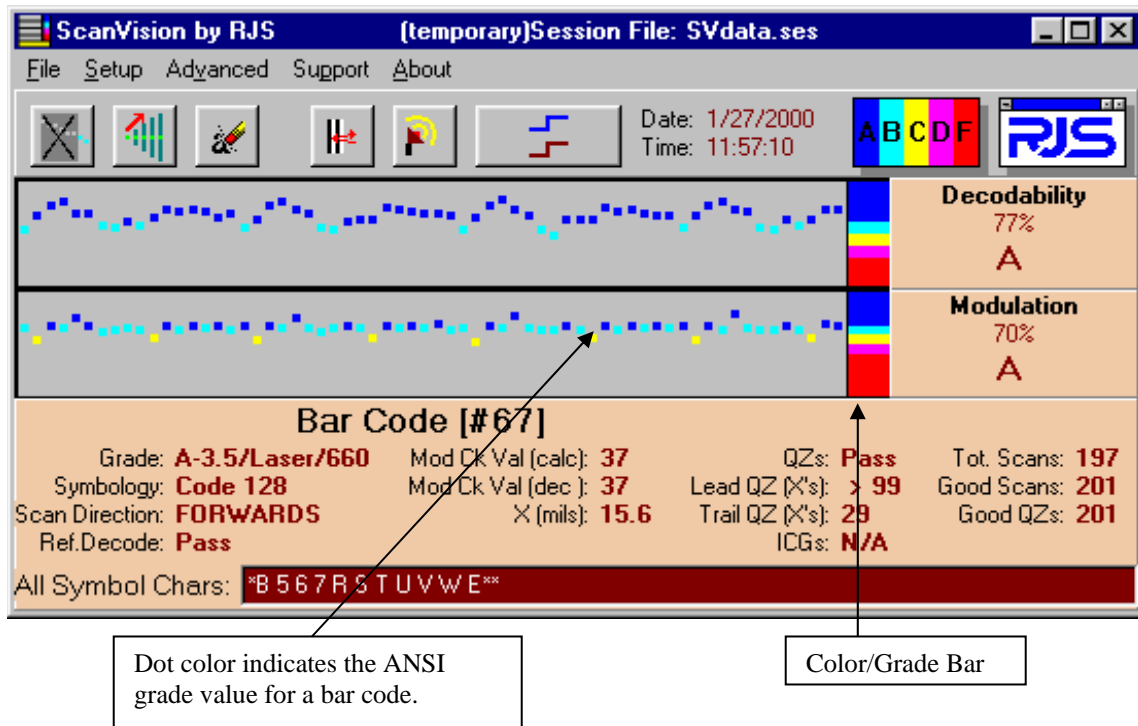 ScanVision by RJS (temporary)Session File: SVdata.ses
File Setup Advanced Support About
Date: 1/27/2000
Time: 11:57:10
A B C D F
RJS
Decodability
77%
A
Modulation
70%
A
Bar Code [#67]
Grade: A-3.5/Laser/660 Mod Ck Val (calc): 37 QZs: Pass Tot. Scans: 197
Symbology: Code 128 Mod Ck Val (dec ): 37 Lead QZ (X's): > 99 Good Scans: 201
Scan Direction: FORWARDS X (mils): 15.6 Trail QZ (X's): 29 Good QZs: 201
Ref.Decode: Pass ICGs: N/A
All Symbol Chars: *B 5 6 7 R S T U V W E**
Dot color indicates the ANSI
grade value for a bar code.
Color/Grade Bar